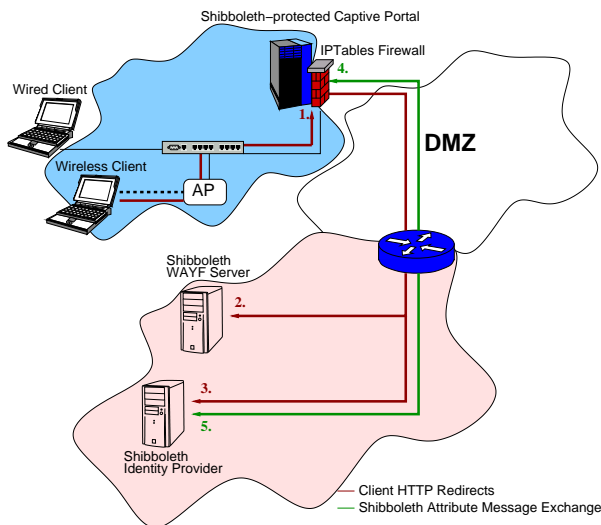 Shibboleth–protected Captive Portal
IPTables Firewall
4.
Wired Client
1.
DMZ
Wireless Client
AP
Shibboleth
WAYF Server
2.
3.
5.
Shibboleth
Identity Provider
Client HTTP Redirects
Shibboleth Attribute Message Exchange